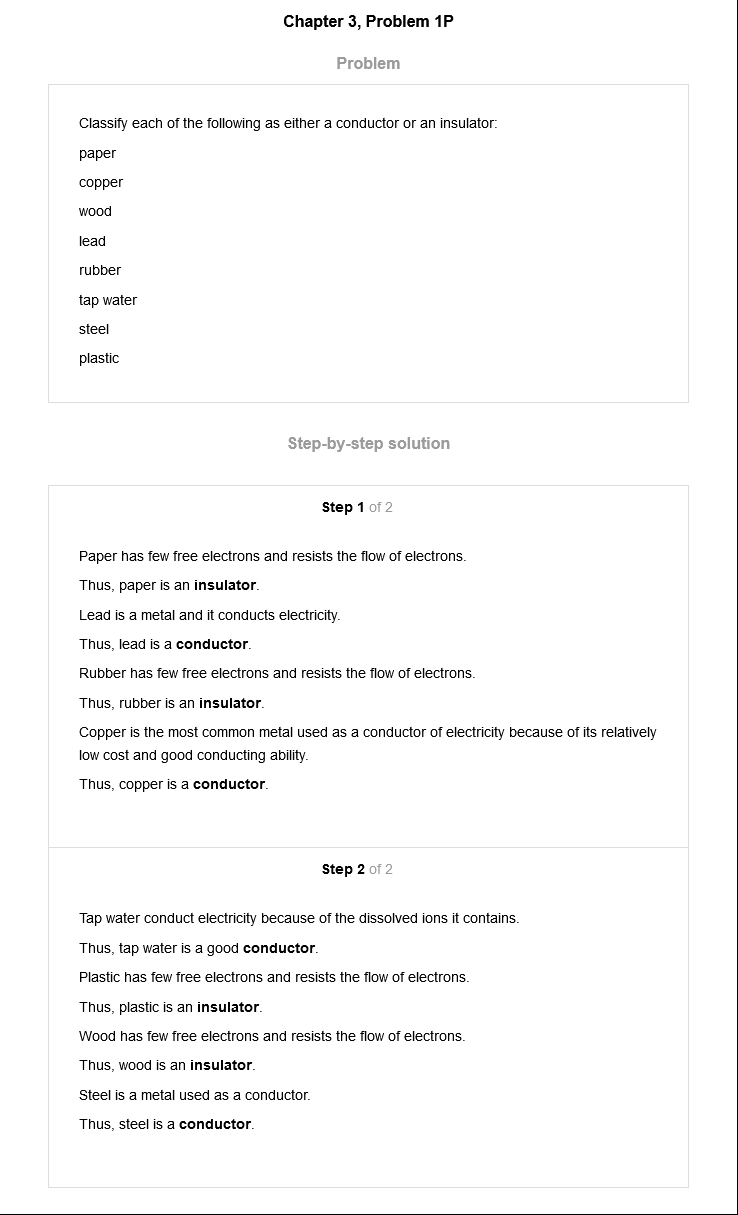 Chapter 3, Problem 1P
Problem
Classify each of the following as either a conductor or an insulator:
paper
copper
wood
lead
rubber
tap water
steel
plastic
Step-by-step solution
Step 1 of 2
Paper has few free electrons and resists the flow of electrons.
Thus, paper is an insulator.
Lead is a metal and it conducts electricity.
Thus, lead is a conductor.
Rubber has few free electrons and resists the flow of electrons.
Thus, rubber is an insulator.
Copper is the most common metal used as a conductor of electricity because of its relatively
low cost and good conducting ability.
Thus, copper is a conductor.
Step 2 of 2
Tap water conduct electricity because of the dissolved ions it contains.
Thus, tap water is a good conductor.
Plastic has few free electrons and resists the flow of electrons.
Thus, plastic is an insulator.
Wood has few free electrons and resists the flow of electrons.
Thus, wood is an insulator.
Steel is a metal used as a conductor.
Thus, steel is a conductor.